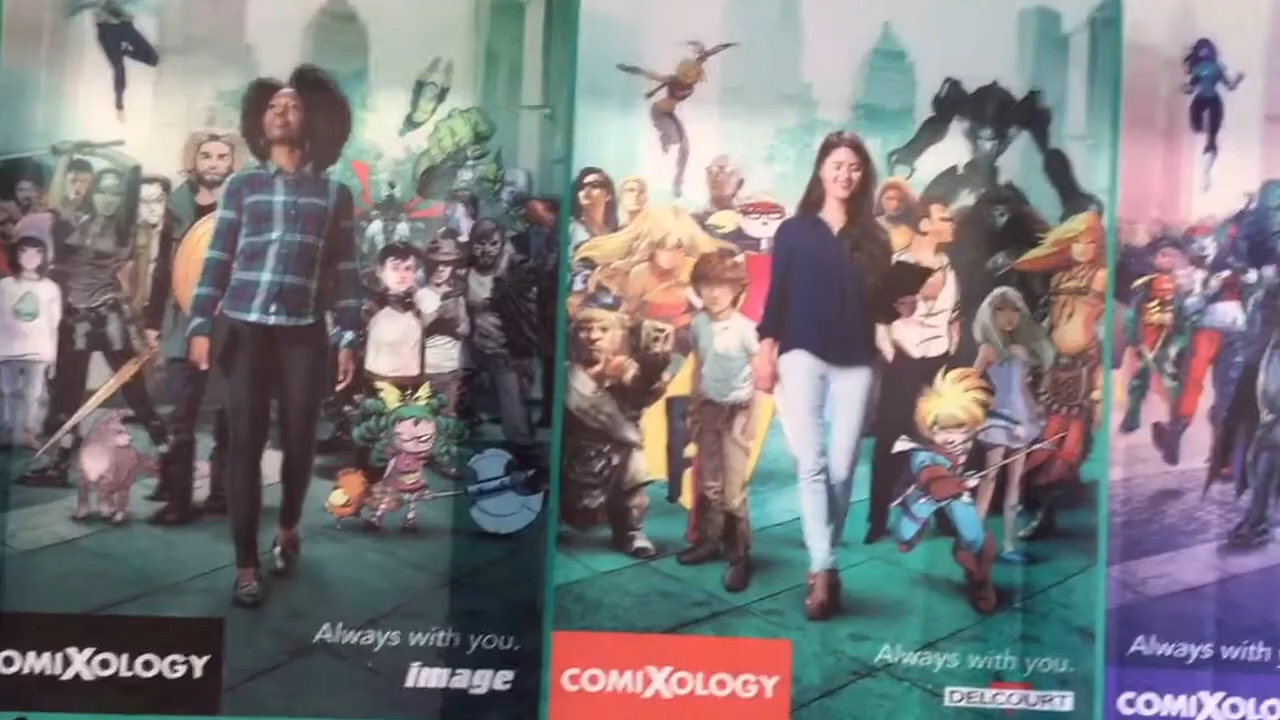 Always with you.
OMIXOLOGY
image
Always with you.
COMIXOLOGY
DELCOURT
Always with
COMIXOLO